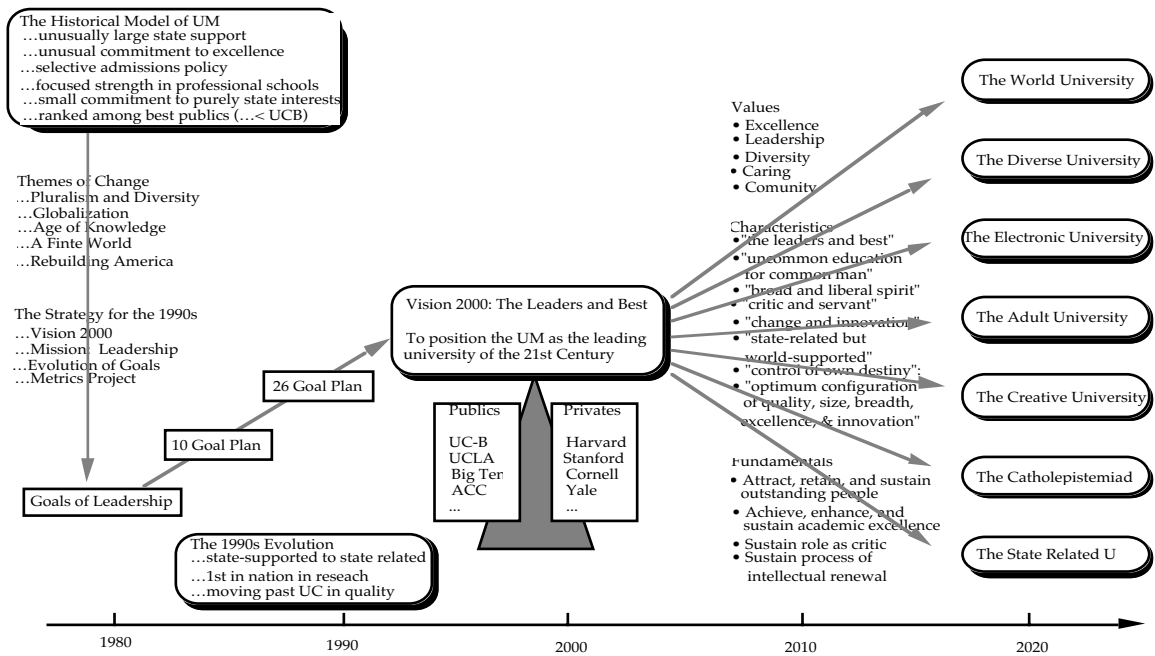 The Historical Model of UM
…unusually large state support
…unusual commitment to excellence
…selective admissions policy
…focused strength in professional schools
…small commitment to purely state interests
…ranked among best publics (…< UCB)
Themes of Change
…Pluralism and Diversity
…Globalization
…Age of Knowledge
…A Finte World
…Rebuilding America
The Strategy for the 1990s
…Vision 2000
…Mission: Leadership
…Evolution of Goals
…Metrics Project
Goals of Leadership
10 Goal Plan
26 Goal Plan
The 1990s Evolution
…state-supported to state related
…1st in nation in reseach
…moving past UC in quality
Vision 2000: The Leaders and Best
To position the UM as the leading
university of the 21st Century
Publics
UC-B
UCLA
Big Ten
ACC
...
Privates
Harvard
Stanford
Cornell
Yale
...
Values
• Excellence
• Leadership
• Diversity
• Caring
• Comunity
Characteristics
• "the leaders and best"
• "uncommon education
for common man"
• "broad and liberal spirit"
• "critic and servant"
• "change and innovation"
• "state-related but
world-supported"
• "control of own destiny":
• "optimum configuration
of quality, size, breadth,
excellence, & innovation"
Fundamentals
• Attract, retain, and sustain
outstanding people
• Achieve, enhance, and
sustain academic excellence
• Sustain role as critic
• Sustain process of
intellectual renewal
The World University
The Diverse University
The Electronic University
The Adult University
The Creative University
The Catholepistemiad
The State Related U
1980
1990
2000
2010
2020